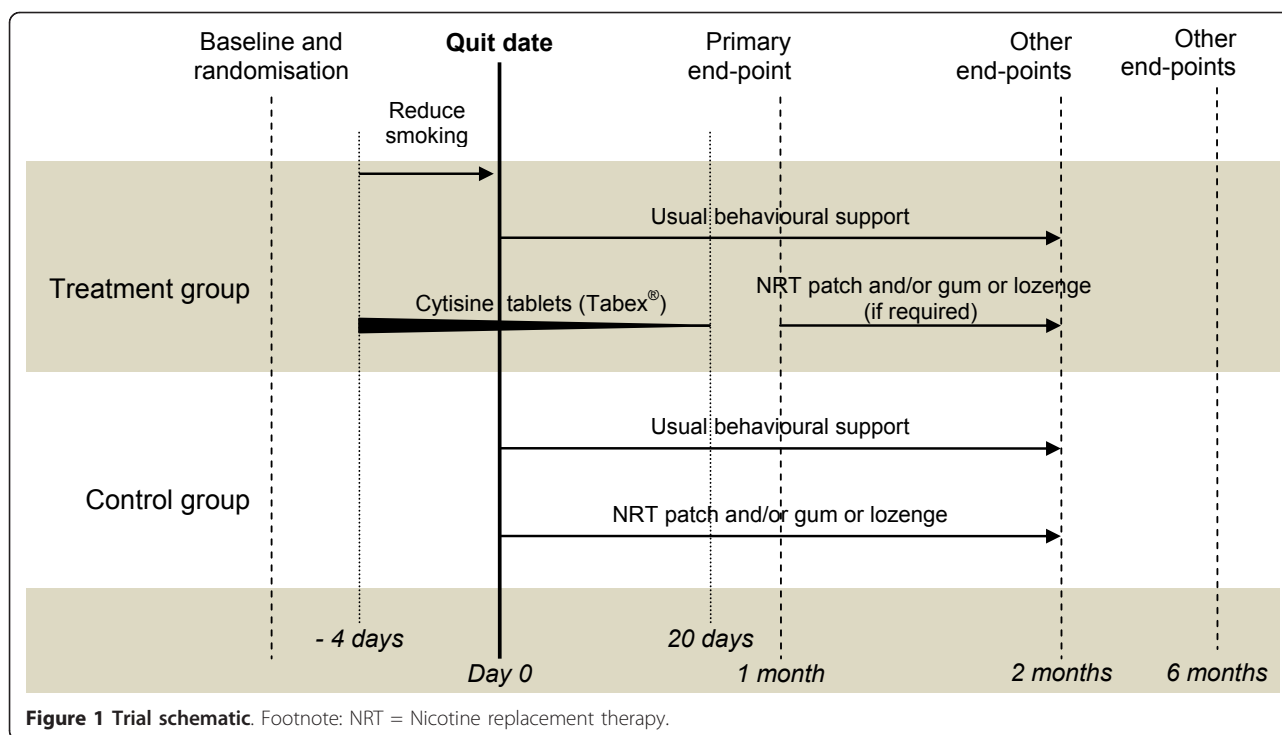 Baseline and
randomisation
Quit date
Primary
end-point
Other
end-points
Other
end-points
Reduce
smoking
Usual behavioural support
Treatment group
Cytisine tablets (Tabex®)
NRT patch and/or gum or lozenge
(if required)
Usual behavioural support
Control group
NRT patch and/or gum or lozenge
- 4 days
20 days
Day 0
1 month
2 months
6 months
Figure 1 Trial schematic. Footnote: NRT = Nicotine replacement therapy.